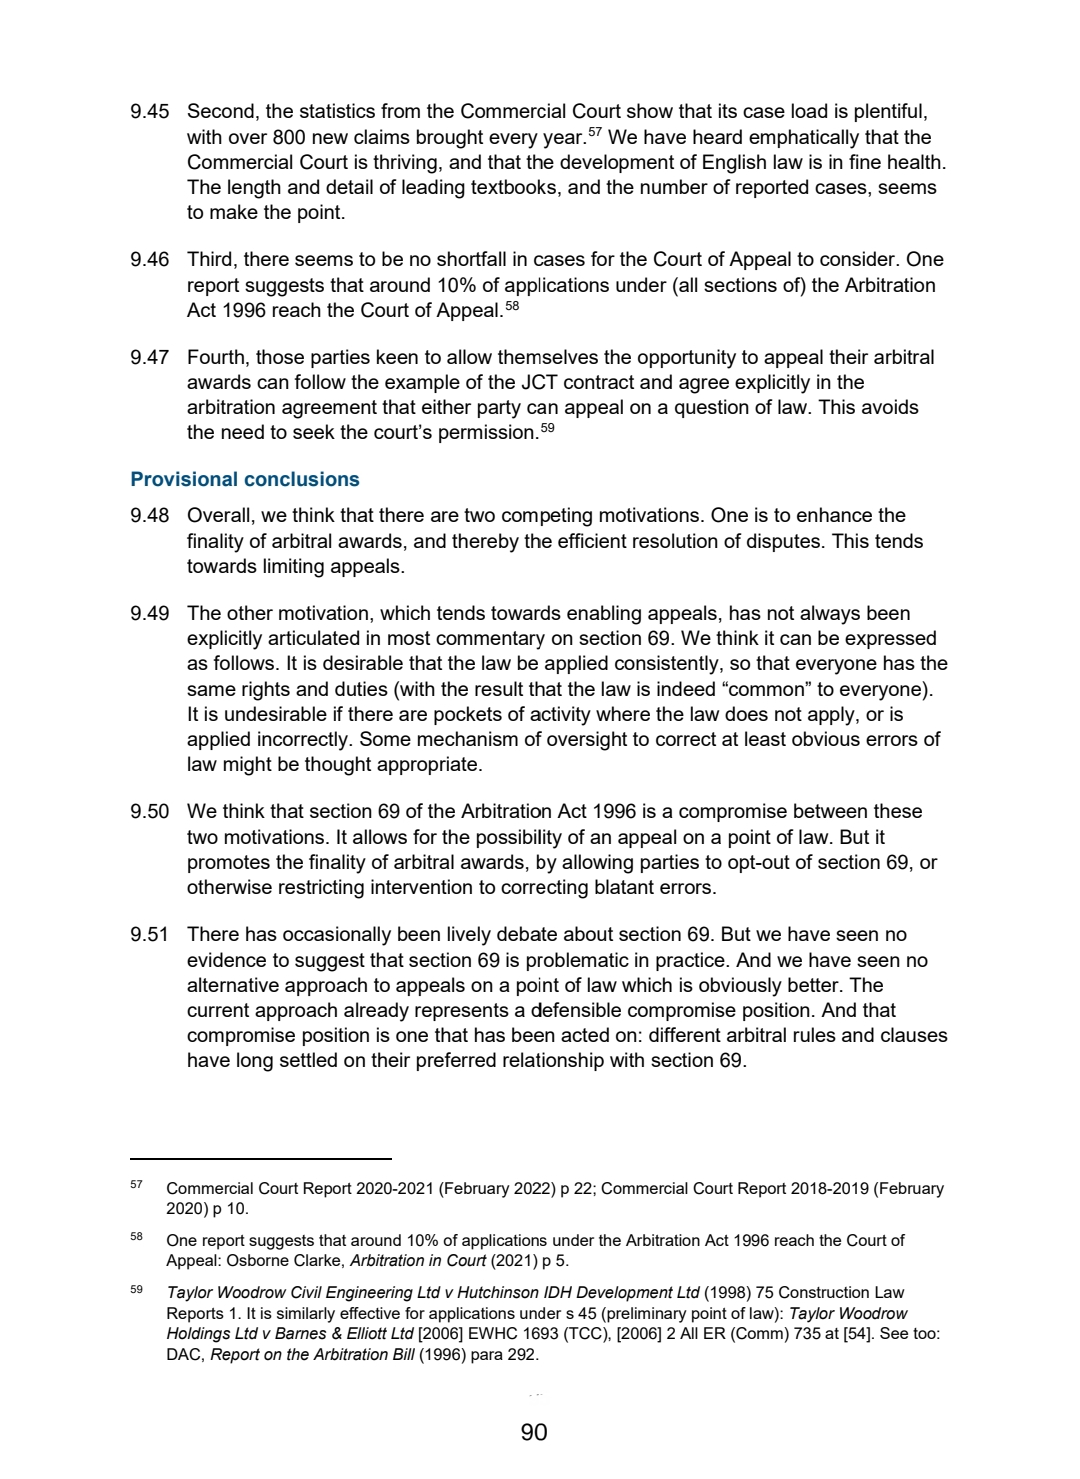 9.45 Second, the statistics from the Commercial Court show that its case load is plentiful,
with over 800 new claims brought every year.57 We have heard emphatically that the
Commercial Court is thriving, and that the development of English law is in fine health.
The length and detail of leading textbooks, and the number of reported cases, seems
to make the point.
9.46 Third, there seems to be no shortfall in cases for the Court of Appeal to consider. One
report suggests that around 10% of applications under (all sections of) the Arbitration
Act 1996 reach the Court of Appeal.58
9.47 Fourth, those parties keen to allow themselves the opportunity to appeal their arbitral
awards can follow the example of the JCT contract and agree explicitly in the
arbitration agreement that either party can appeal on a question of law. This avoids
the need to seek the court’s permission.59
Provisional conclusions
9.48 Overall, we think that there are two competing motivations. One is to enhance the
finality of arbitral awards, and thereby the efficient resolution of disputes. This tends
towards limiting appeals.
9.49 The other motivation, which tends towards enabling appeals, has not always been
explicitly articulated in most commentary on section 69. We think it can be expressed
as follows. It is desirable that the law be applied consistently, so that everyone has the
same rights and duties (with the result that the law is indeed “common” to everyone).
It is undesirable if there are pockets of activity where the law does not apply, or is
applied incorrectly. Some mechanism of oversight to correct at least obvious errors of
law might be thought appropriate.
9.50 We think that section 69 of the Arbitration Act 1996 is a compromise between these
two motivations. It allows for the possibility of an appeal on a point of law. But it
promotes the finality of arbitral awards, by allowing parties to opt-out of section 69, or
otherwise restricting intervention to correcting blatant errors.
9.51 There has occasionally been lively debate about section 69. But we have seen no
evidence to suggest that section 69 is problematic in practice. And we have seen no
alternative approach to appeals on a point of law which is obviously better. The
current approach already represents a defensible compromise position. And that
compromise position is one that has been acted on: different arbitral rules and clauses
have long settled on their preferred relationship with section 69.
57 Commercial Court Report 2020-2021 (February 2022) p 22; Commercial Court Report 2018-2019 (February
2020) p 10.
58 One report suggests that around 10% of applications under the Arbitration Act 1996 reach the Court of
Appeal: Osborne Clarke, Arbitration in Court (2021) p 5.
59 Taylor Woodrow Civil Engineering Ltd v Hutchinson IDH Development Ltd (1998) 75 Construction Law
Reports 1. It is similarly effective for applications under s 45 (preliminary point of law): Taylor Woodrow
Holdings Ltd v Barnes & Elliott Ltd [2006] EWHC 1693 (TCC), [2006] 2 All ER (Comm) 735 at [54]. See too:
DAC, Report on the Arbitration Bill (1996) para 292.
90